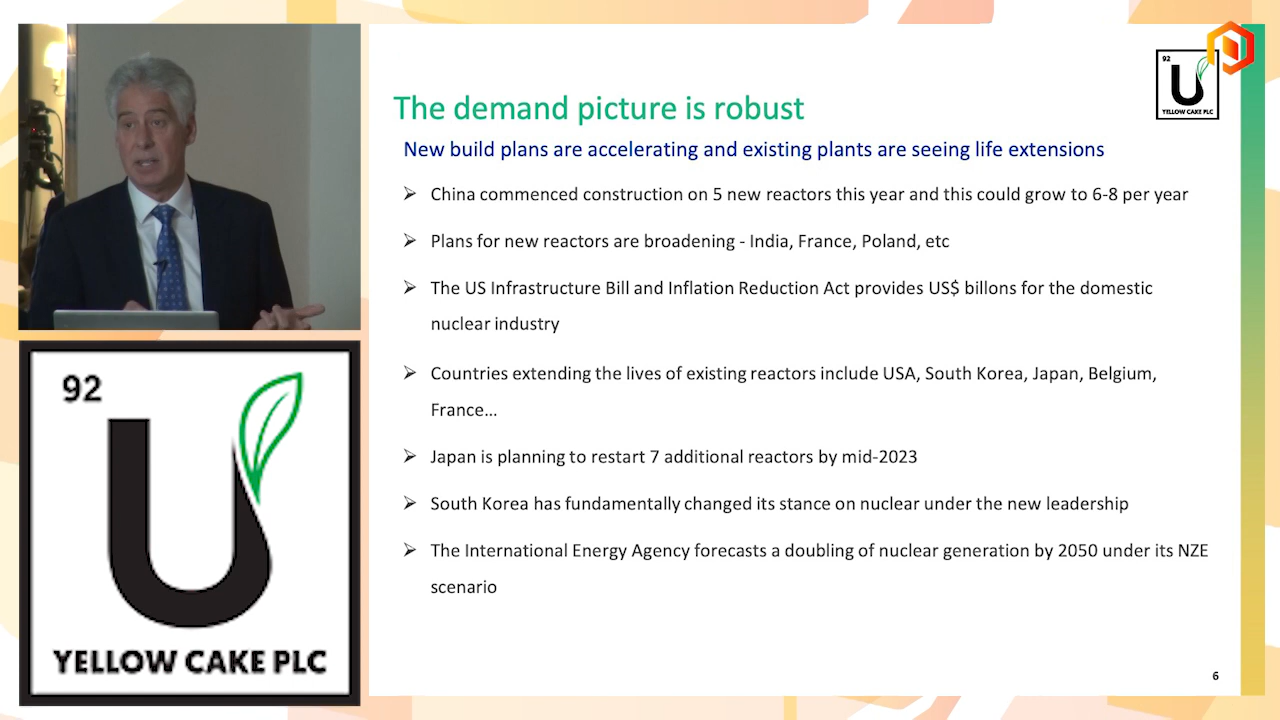 92
U
YELLOW CAKE PLC
The demand picture is robust
New build plans are accelerating and existing plants are seeing life extensions
China commenced construction on 5 new reactors this year and this could grow to 6-8 per year
Plans for new reactors are broadening - India, France, Poland, etc
The US Infrastructure Bill and Inflation Reduction Act provides US$ billons for the domestic
nuclear industry
Countries extending the lives of existing reactors include USA, South Korea, Japan, Belgium,
France...
Japan is planning to restart 7 additional reactors by mid-2023
South Korea has fundamentally changed its stance on nuclear under the new leadership
The International Energy Agency forecasts a doubling of nuclear generation by 2050 under its NZE
scenario
92
U
YELLOW CAKE PLC
6